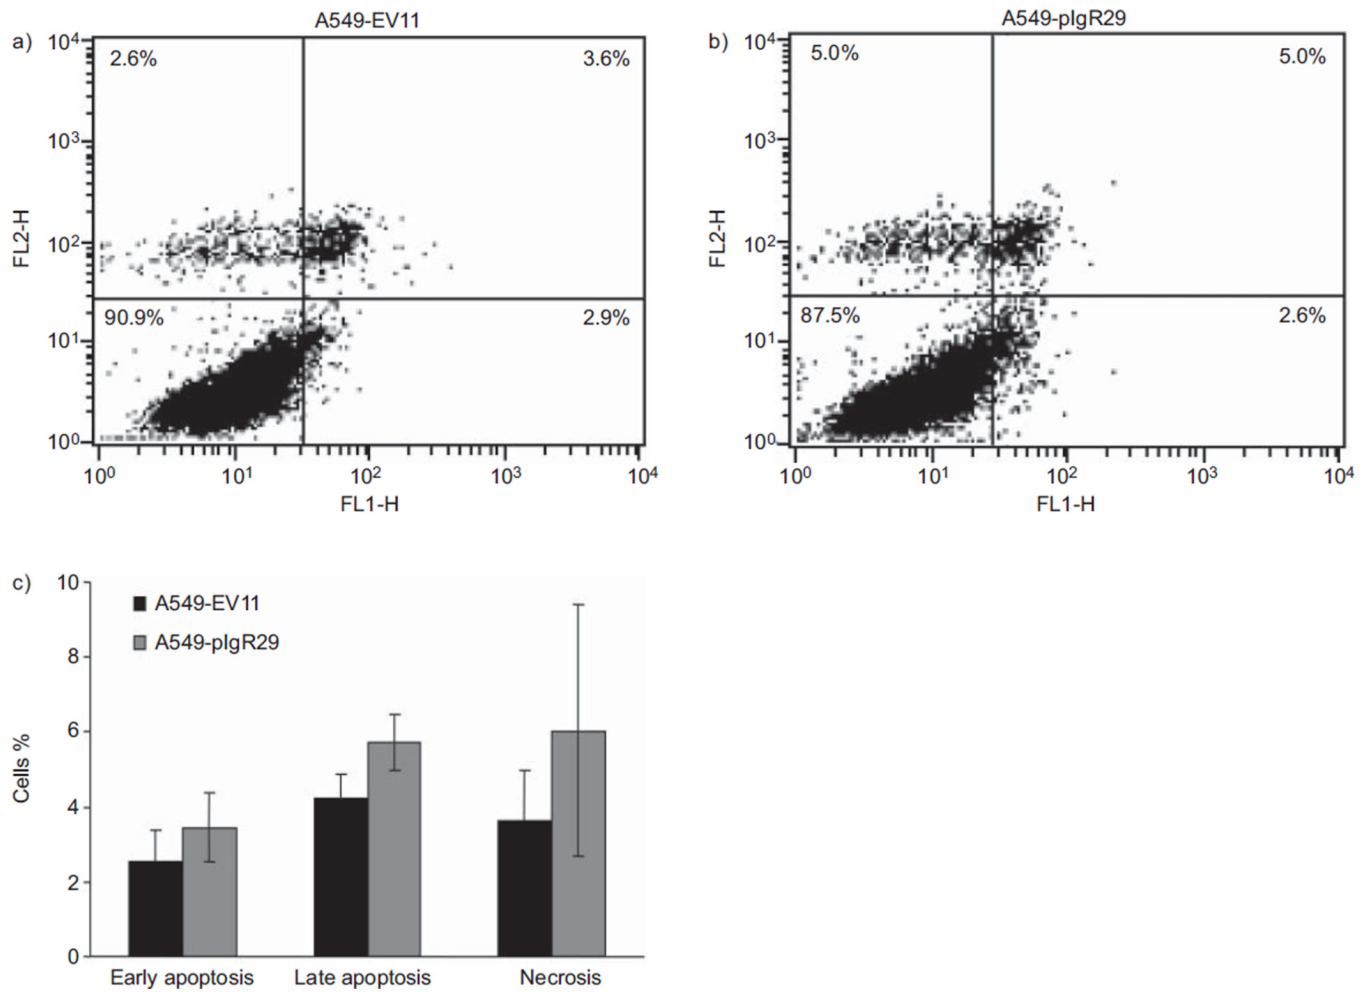 a)
A549-EV11
10⁴
10³
10²
10¹
10⁰
FL2-H
2.6%
3.6%
90.9%
2.9%
10⁰ 10¹ 10² 10³ 10⁴
FL1-H
b)
A549-pIgR29
10⁴
10³
10²
10¹
10⁰
FL2-H
5.0%
5.0%
87.5%
2.6%
10⁰ 10¹ 10² 10³ 10⁴
FL1-H
c)
10
8
6
4
2
0
Cells %
A549-EV11
A549-pIgR29
Early apoptosis
Late apoptosis
Necrosis